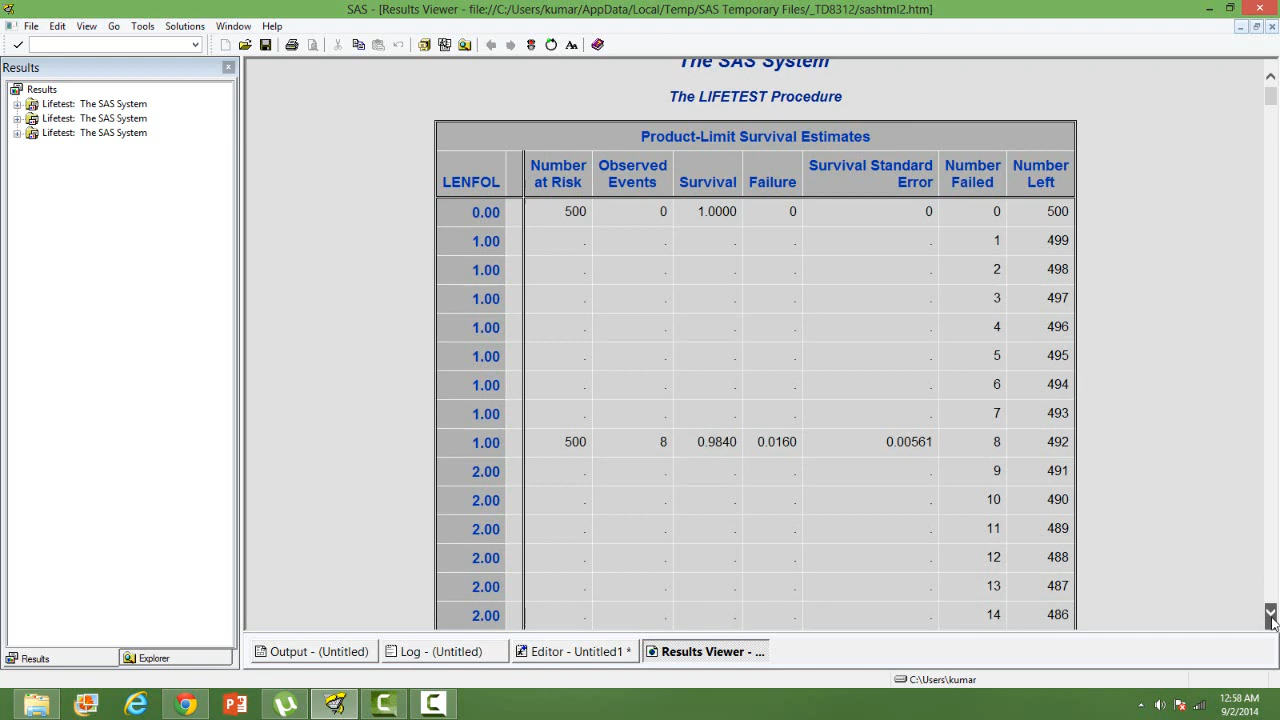 SAS - [Results Viewer - file://C:/Users/kumar/AppData/Local/Temp/SAS Temporary Files/_TD8312/sashtml2.htm]
File Edit View Go Tools Solutions Window Help
Results
Results
Lifetest: The SAS System
Lifetest: The SAS System
Lifetest: The SAS System
The SAS System
The LIFETEST Procedure
Product-Limit Survival Estimates
LENFOL Number at Risk Observed Events Survival Failure Survival Standard Error Number Failed Number Left
0.00 500 0 1.0000 0 0 0 500
1.00 . . . . . 1 499
1.00 . . . . . 2 498
1.00 . . . . . 3 497
1.00 . . . . . 4 496
1.00 . . . . . 5 495
1.00 . . . . . 6 494
1.00 . . . . . 7 493
1.00 500 8 0.9840 0.0160 0.00561 8 492
2.00 . . . . . 9 491
2.00 . . . . . 10 490
2.00 . . . . . 11 489
2.00 . . . . . 12 488
2.00 . . . . . 13 487
2.00 . . . . . 14 486
Results Explorer
Output - (Untitled) Log - (Untitled) Editor - Untitled1 * Results Viewer - ...
C:\Users\kumar
12:58 AM
9/2/2014